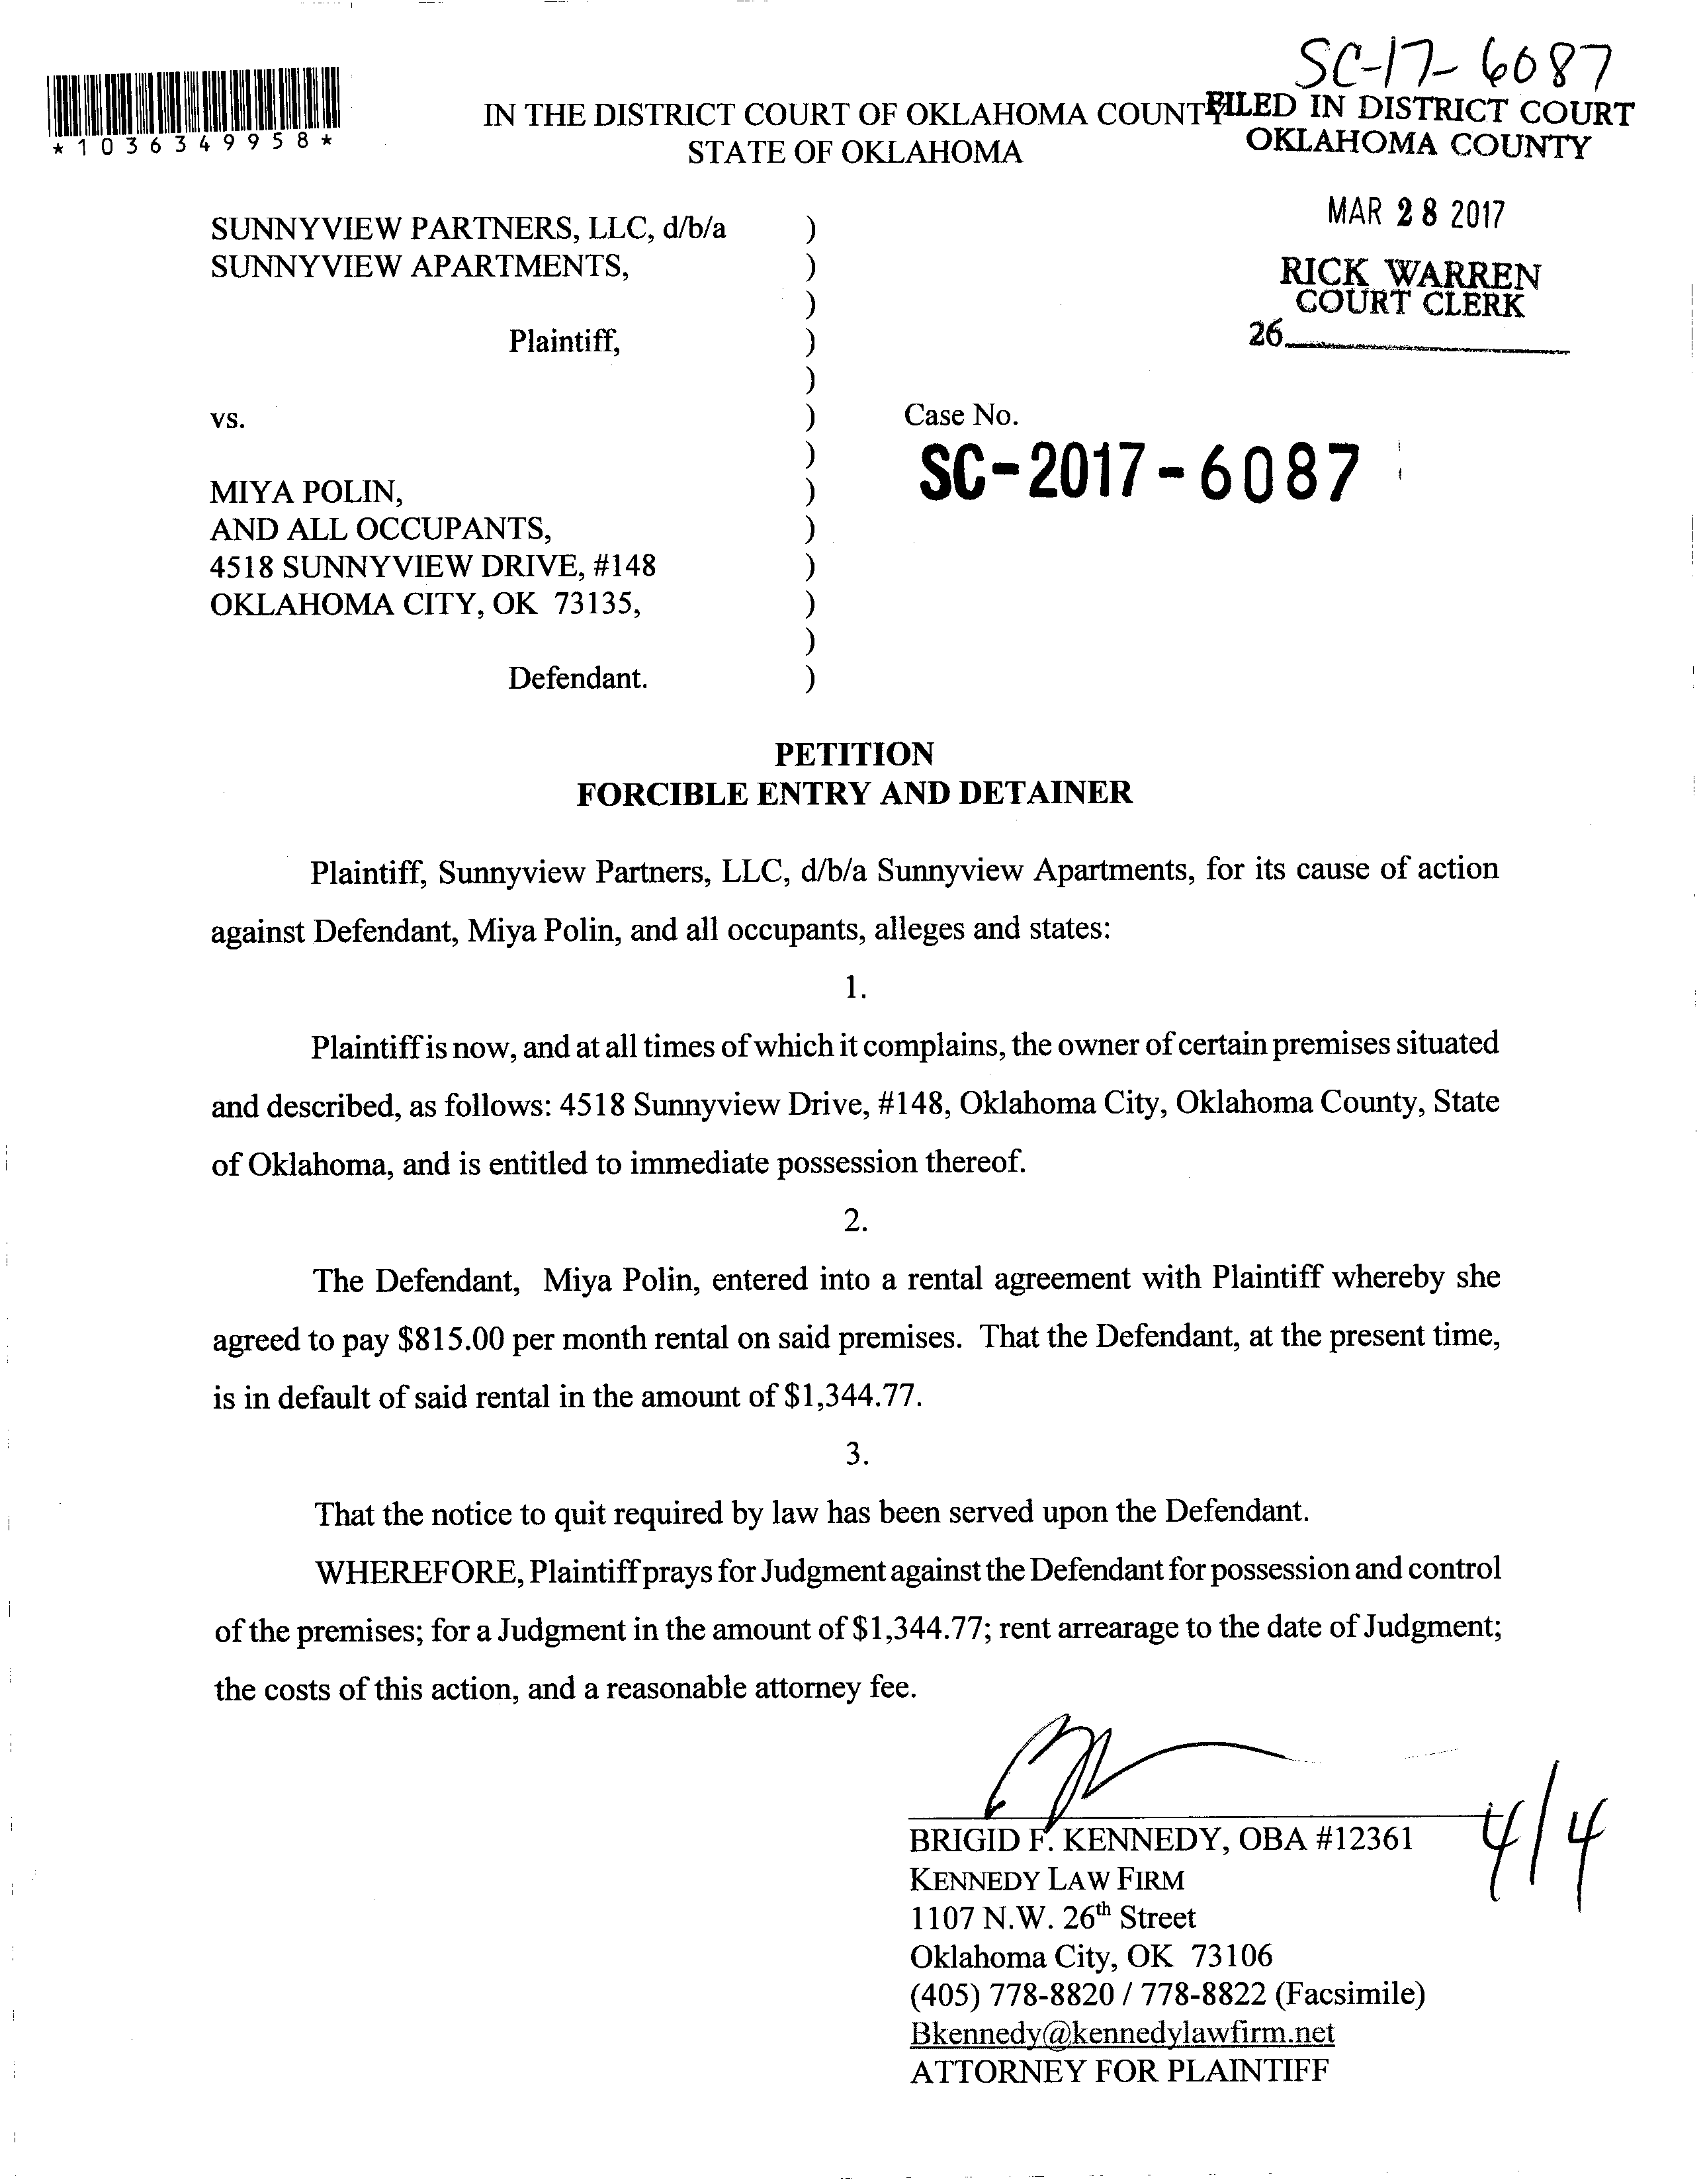 SC-17-6087
*1036349958*
IN THE DISTRICT COURT OF OKLAHOMA COUNTY
STATE OF OKLAHOMA
FILED IN DISTRICT COURT
OKLAHOMA COUNTY
MAR 28 2017
RICK WARREN
COURT CLERK
26
SUNNYVIEW PARTNERS, LLC, d/b/a )
SUNNYVIEW APARTMENTS, )
)
Plaintiff, )
)
vs. )
)
MIYA POLIN, )
AND ALL OCCUPANTS, )
4518 SUNNYVIEW DRIVE, #148 )
OKLAHOMA CITY, OK 73135, )
)
Defendant. )
Case No.
SC-2017-6087
PETITION
FORCIBLE ENTRY AND DETAINER
Plaintiff, Sunnyview Partners, LLC, d/b/a Sunnyview Apartments, for its cause of action
against Defendant, Miya Polin, and all occupants, alleges and states:
1.
Plaintiff is now, and at all times of which it complains, the owner of certain premises situated
and described, as follows: 4518 Sunnyview Drive, #148, Oklahoma City, Oklahoma County, State
of Oklahoma, and is entitled to immediate possession thereof.
2.
The Defendant, Miya Polin, entered into a rental agreement with Plaintiff whereby she
agreed to pay $815.00 per month rental on said premises. That the Defendant, at the present time,
is in default of said rental in the amount of $1,344.77.
3.
That the notice to quit required by law has been served upon the Defendant.
WHEREFORE, Plaintiff prays for Judgment against the Defendant for possession and control
of the premises; for a Judgment in the amount of $1,344.77; rent arrearage to the date of Judgment;
the costs of this action, and a reasonable attorney fee.
BRIGID F. KENNEDY, OBA #12361
4/4
KENNEDY LAW FIRM
1107 N.W. 26th Street
Oklahoma City, OK 73106
(405) 778-8820 / 778-8822 (Facsimile)
Bkennedy@kennedylawfirm.net
ATTORNEY FOR PLAINTIFF